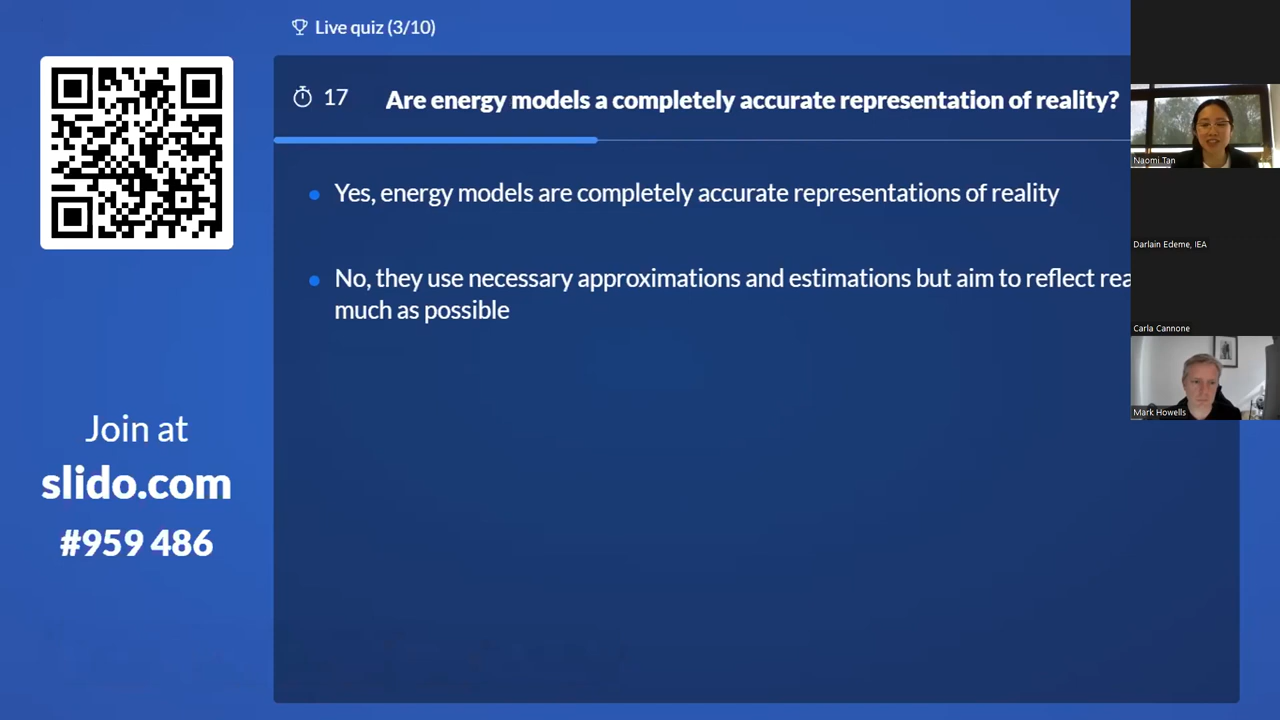 Live quiz (3/10)
17
Are energy models a completely accurate representation of reality?
Yes, energy models are completely accurate representations of reality
No, they use necessary approximations and estimations but aim to reflect
much as possible
Join at
slido.com
#959 486
Naomi Tan
Darlain Edeme, IEA
Carla Cannone
Mark Howells